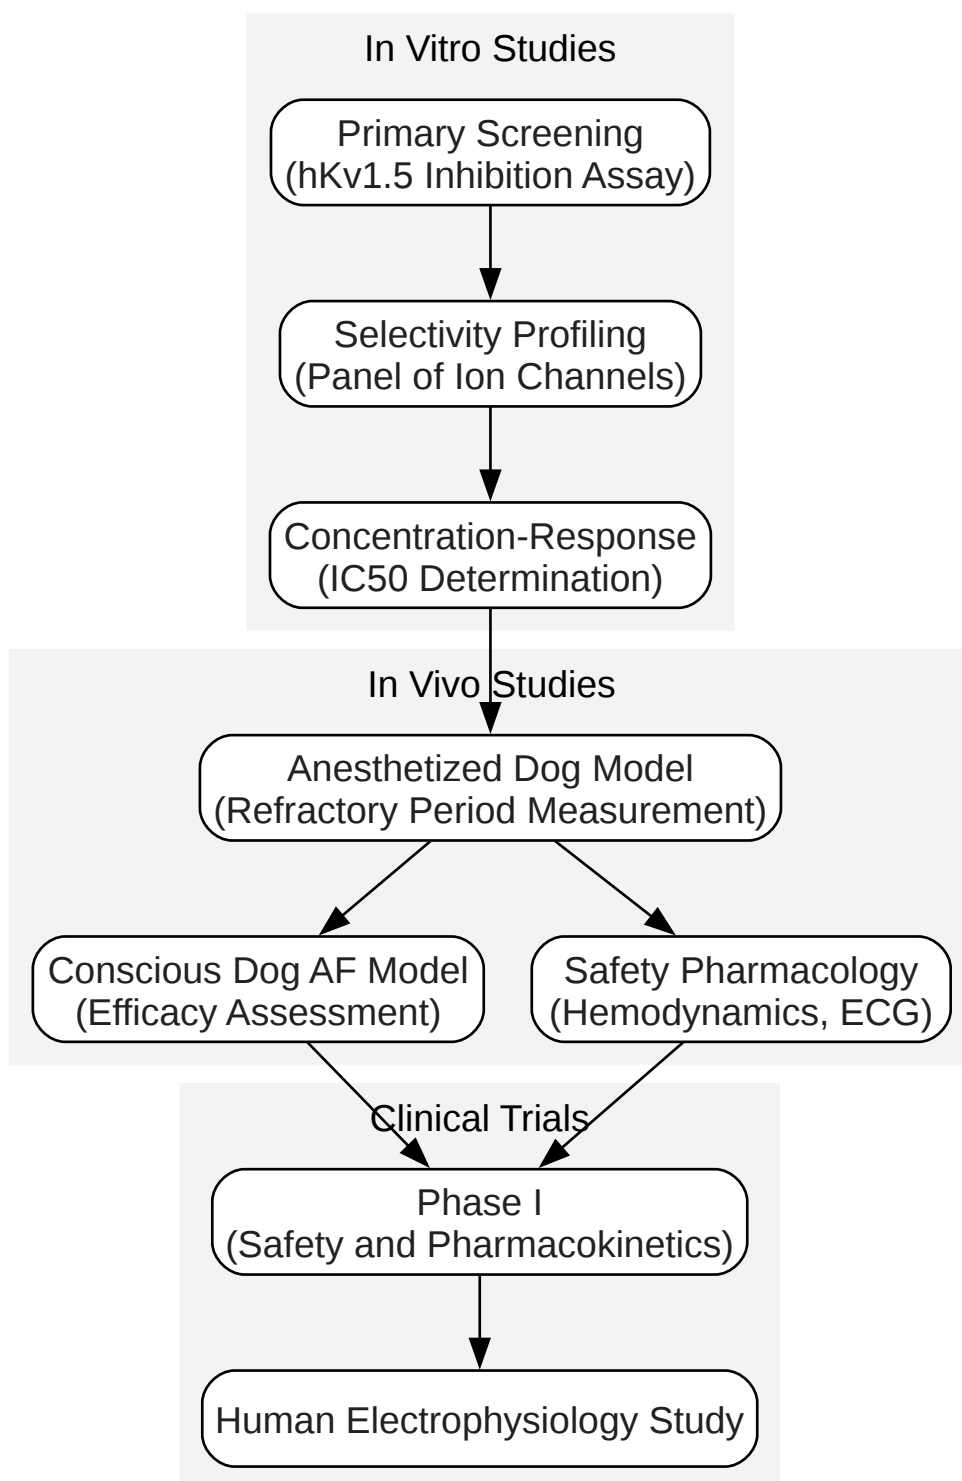 In Vitro Studies
Primary Screening
(hKv1.5 Inhibition Assay)
Selectivity Profiling
(Panel of Ion Channels)
Concentration-Response
(IC50 Determination)
In Vivo Studies
Anesthetized Dog Model
(Refractory Period Measurement)
Conscious Dog AF Model
(Efficacy Assessment)
Safety Pharmacology
(Hemodynamics, ECG)
Clinical Trials
Phase I
(Safety and Pharmacokinetics)
Human Electrophysiology Study